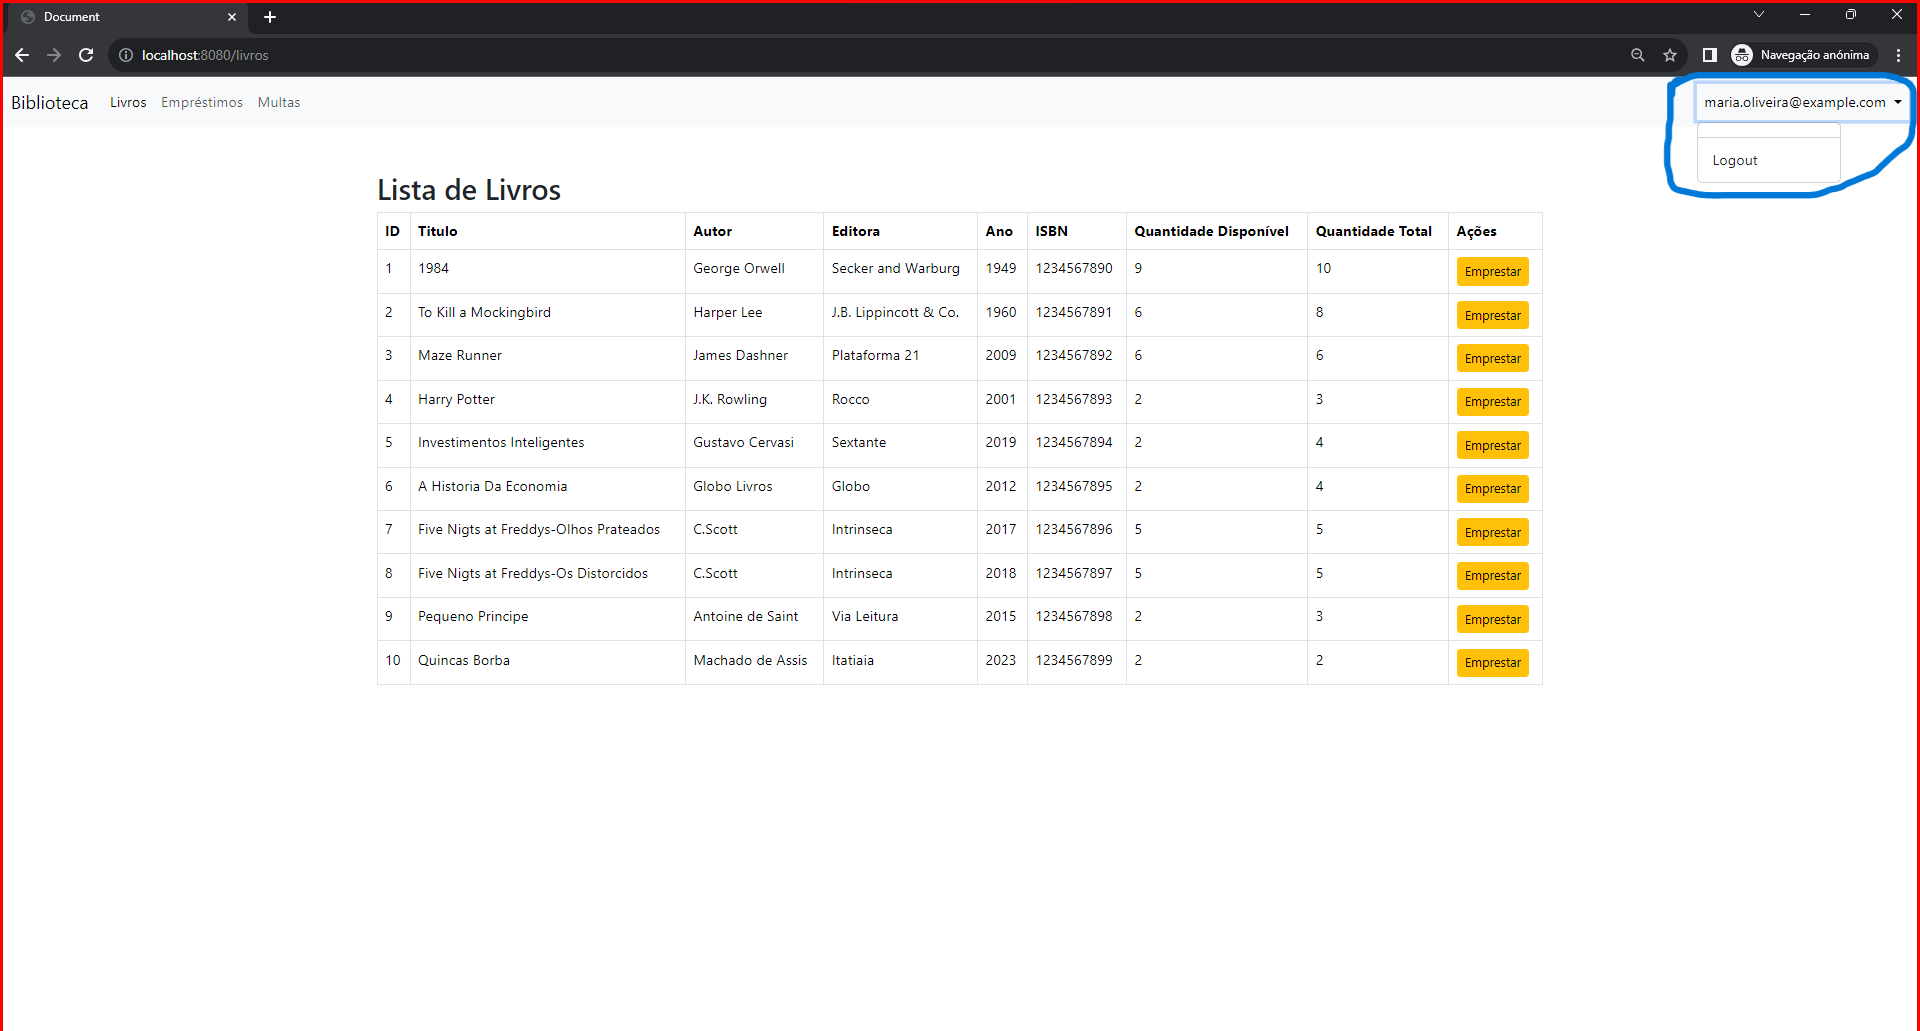 Document
localhost:8080/livros
Navegação anónima
Biblioteca Livros Empréstimos Multas maria.oliveira@example.com
Logout
Lista de Livros
ID Titulo Autor Editora Ano ISBN Quantidade Disponível Quantidade Total Ações
1 1984 George Orwell Secker and Warburg 1949 1234567890 9 10 Emprestar
2 To Kill a Mockingbird Harper Lee J.B. Lippincott & Co. 1960 1234567891 6 8 Emprestar
3 Maze Runner James Dashner Plataforma 21 2009 1234567892 6 6 Emprestar
4 Harry Potter J.K. Rowling Rocco 2001 1234567893 2 3 Emprestar
5 Investimentos Inteligentes Gustavo Cervasi Sextante 2019 1234567894 2 4 Emprestar
6 A Historia Da Economia Globo Livros Globo 2012 1234567895 2 4 Emprestar
7 Five Nigts at Freddys-Olhos Prateados C.Scott Intrinseca 2017 1234567896 5 5 Emprestar
8 Five Nigts at Freddys-Os Distorcidos C.Scott Intrinseca 2018 1234567897 5 5 Emprestar
9 Pequeno Principe Antoine de Saint Via Leitura 2015 1234567898 2 3 Emprestar
10 Quincas Borba Machado de Assis Itatiaia 2023 1234567899 2 2 Emprestar